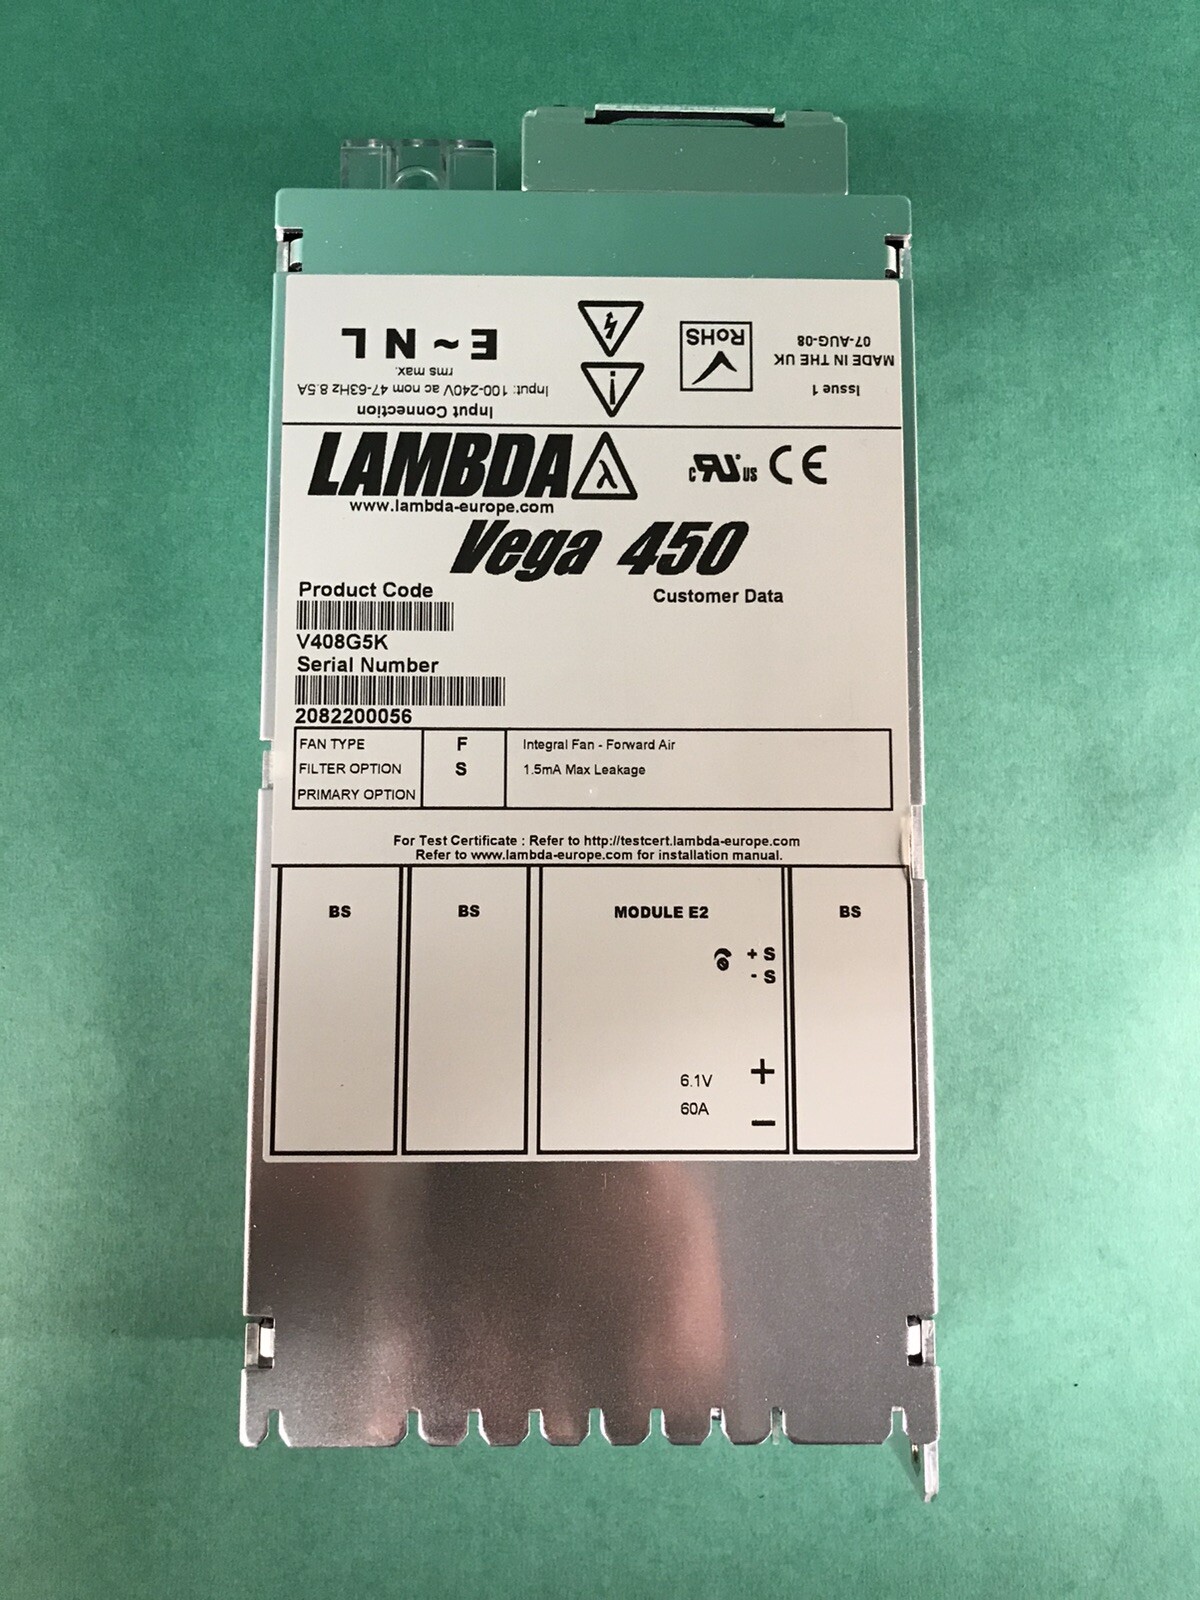 Input Connection
Input: 100-240V ac nom 47-63Hz 8.5A
rms max.
E ~ N L
Issue 1
MADE IN THE UK
07-AUG-08
RoHS
LAMBDA λ
www.lambda-europe.com
c RU us CE
Vega 450
Product Code
Customer Data
V408G5K
Serial Number
2082200056
FAN TYPE F Integral Fan - Forward Air
FILTER OPTION S 1.5mA Max Leakage
PRIMARY OPTION
For Test Certificate : Refer to http://testcert.lambda-europe.com
Refer to www.lambda-europe.com for installation manual.
BS BS MODULE E2 BS
+ S
- S
6.1V +
60A −